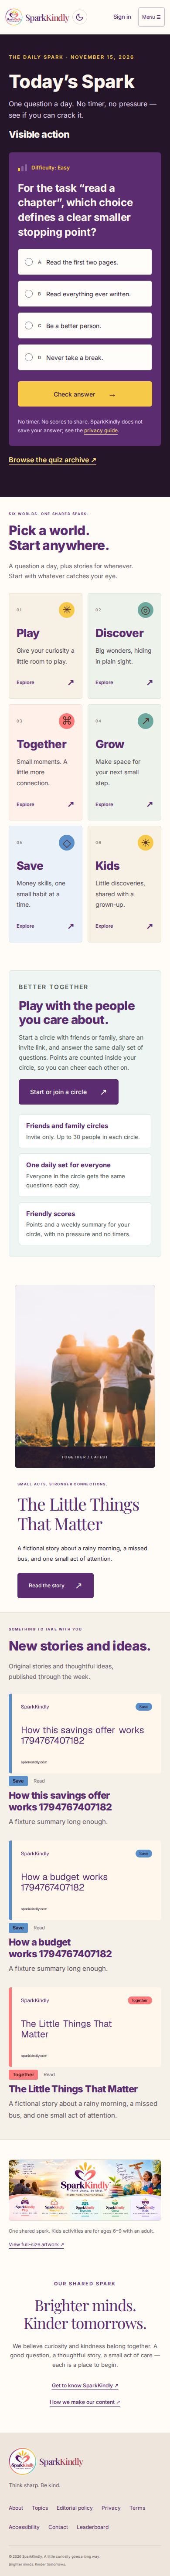 SparkKindly
Sign in
Menu ☰
THE DAILY SPARK · NOVEMBER 15, 2026
Today’s Spark
One question a day. No timer, no pressure —
see if you can crack it.
Visible action
Difficulty: Easy
For the task “read a
chapter”, which choice
defines a clear smaller
stopping point?
A Read the first two pages.
B Read everything ever written.
C Be a better person.
D Never take a break.
Check answer →
No timer. No scores to share. SparkKindly does not
save your answer; see the privacy guide.
Browse the quiz archive ↗
SIX WORLDS. ONE SHARED SPARK.
Pick a world.
Start anywhere.
A question a day, plus stories for whenever.
Start with whatever catches your eye.
01
Play
Give your curiosity a
little room to play.
Explore ↗
02
Discover
Big wonders, hiding
in plain sight.
Explore ↗
03
Together
Small moments. A
little more
connection.
Explore ↗
04
Grow
Make space for
your next small
step.
Explore ↗
05
Save
Money skills, one
small habit at a
time.
Explore ↗
06
Kids
Little discoveries,
shared with a
grown-up.
Explore ↗
BETTER TOGETHER
Play with the people
you care about.
Start a circle with friends or family, share one
invite link, and answer the same daily set of
questions. Points are counted inside your
circle, so you can cheer each other on.
Start or join a circle ↗
Friends and family circles
Invite only. Up to 30 people in each circle.
One daily set for everyone
Everyone in the circle gets the same
questions each day.
Friendly scores
Points and a weekly summary for your
circle, with no pressure and no timers.
TOGETHER / LATEST
SMALL ACTS. STRONGER CONNECTIONS.
The Little Things
That Matter
A fictional story about a rainy morning, a missed
bus, and one small act of attention.
Read the story ↗
SOMETHING TO TAKE WITH YOU
New stories and ideas.
Original stories and thoughtful ideas,
published through the week.
SparkKindly
Save
How this savings offer works
1794767407182
sparkkindly.com
Save Read
How this savings offer
works 1794767407182
A fixture summary long enough.
SparkKindly
Save
How a budget works
1794767407182
sparkkindly.com
Save Read
How a budget
works 1794767407182
A fixture summary long enough.
SparkKindly
Together
The Little Things That
Matter
sparkkindly.com
Together Read
The Little Things That Matter
A fictional story about a rainy morning, a missed
bus, and one small act of attention.
SparkKindly
One shared spark. Kids activities are for ages 6–9 with an adult.
View full-size artwork ↗
OUR SHARED SPARK
Brighter minds.
Kinder tomorrows.
We believe curiosity and kindness belong together. A
good question, a thoughtful story, a small act of care —
each is a place to begin.
Get to know SparkKindly ↗
How we make our content ↗
SparkKindly
Think sharp. Be kind.
About Topics Editorial policy Privacy Terms
Accessibility Contact Leaderboard
© 2026 SparkKindly. A little curiosity goes a long way.
Brighter minds. Kinder tomorrows.